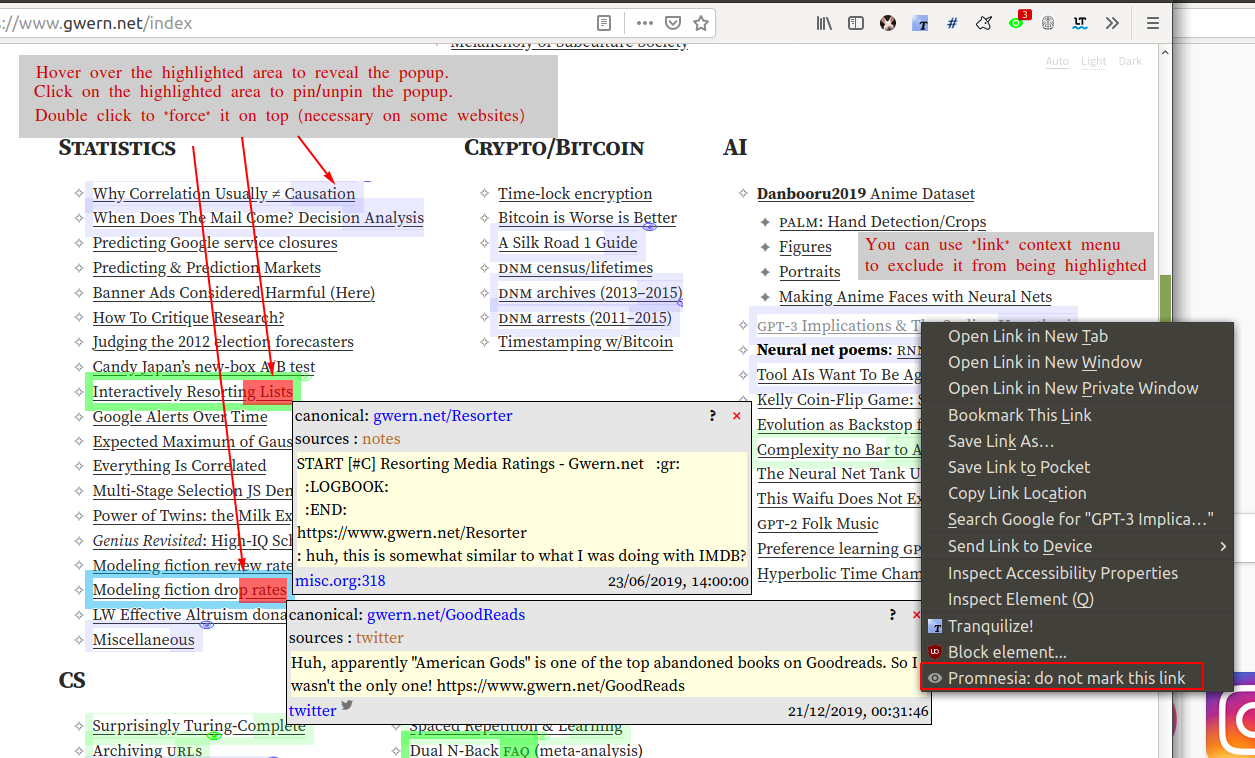 ://www.gwern.net/index
3
Melancholy of Subculture Society
Auto Light Dark
Hover over the highlighted area to reveal the popup.
Click on the highlighted area to pin/unpin the popup.
Double click to *force* it on top (necessary on some websites)
Statistics
Why Correlation Usually ≠ Causation
When Does The Mail Come? Decision Analysis
Predicting Google service closures
Predicting & Prediction Markets
Banner Ads Considered Harmful (Here)
How To Critique Research?
Judging the 2012 election forecasters
Candy Japan's new-box A/B test
Interactively Resorting Lists
Google Alerts Over Time
Expected Maximum of Gaus
Everything Is Correlated
Multi-Stage Selection JS Den
Power of Twins: the Milk Ex
Genius Revisited: High-IQ Sch
Modeling fiction review rate
Modeling fiction drop rates
LW Effective Altruism dona
Miscellaneous
Crypto/Bitcoin
Time-lock encryption
Bitcoin is Worse is Better
A Silk Road 1 Guide
DNM census/lifetimes
DNM archives (2013–2015)
DNM arrests (2011–2015)
Timestamping w/Bitcoin
AI
Danbooru2019 Anime Dataset
PALM: Hand Detection/Crops
Figures
Portraits
Making Anime Faces with Neural Nets
You can use *link* context menu
to exclude it from being highlighted
GPT-3 Implications & The Scaling Hypothesis
Neural net poems: RNN
Tool AIs Want To Be Ag
Kelly Coin-Flip Game: S
Evolution as Backstop f
Complexity no Bar to A
The Neural Net Tank U
This Waifu Does Not Ex
GPT-2 Folk Music
Preference learning GP
Hyperbolic Time Cham
canonical: gwern.net/Resorter ? ×
sources : notes
START [#C] Resorting Media Ratings - Gwern.net :gr:
:LOGBOOK:
:END:
https://www.gwern.net/Resorter
: huh, this is somewhat similar to what I was doing with IMDB?
misc.org:318 23/06/2019, 14:00:00
canonical: gwern.net/GoodReads ? ×
sources : twitter
Huh, apparently "American Gods" is one of the top abandoned books on Goodreads. So I
wasn't the only one! https://www.gwern.net/GoodReads
twitter 21/12/2019, 00:31:46
Open Link in New Tab
Open Link in New Window
Open Link in New Private Window
Bookmark This Link
Save Link As…
Save Link to Pocket
Copy Link Location
Search Google for "GPT-3 Implica…"
Send Link to Device
Inspect Accessibility Properties
Inspect Element (Q)
Tranquilize!
Block element...
Promnesia: do not mark this link
CS
Surprisingly Turing-Complete
Archiving URLs
Spaced Repetition & Learning
Dual N-Back FAQ (meta-analysis)